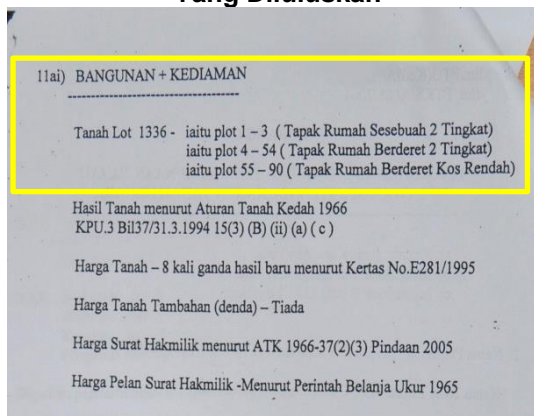 Yang Diluluskan
11ai) BANGUNAN + KEDIAMAN
------------------------------------
Tanah Lot 1336 - iaitu plot 1 – 3 ( Tapak Rumah Sesebuah 2 Tingkat)
iaitu plot 4 – 54 ( Tapak Rumah Berderet 2 Tingkat)
iaitu plot 55 – 90 ( Tapak Rumah Berderet Kos Rendah)
Hasil Tanah menurut Aturan Tanah Kedah 1966
KPU.3 Bil37/31.3.1994 15(3) (B) (ii) (a) ( c )
Harga Tanah – 8 kali ganda hasil baru menurut Kertas No.E281/1995
Harga Tanah Tambahan (denda) – Tiada
Harga Surat Hakmilik menurut ATK 1966-37(2)(3) Pindaan 2005
Harga Pelan Surat Hakmilik -Menurut Perintah Belanja Ukur 1965